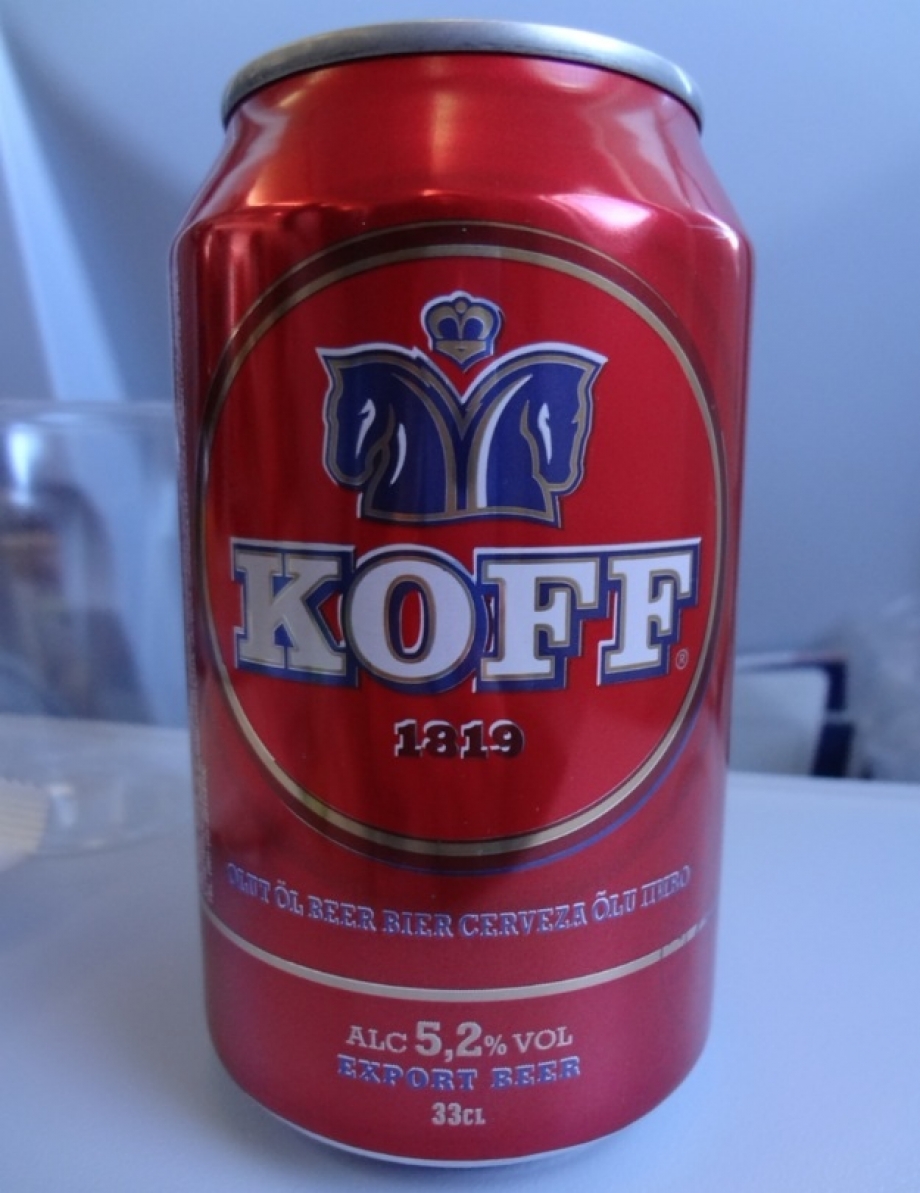 KOFF
®
1819
OLUT ÖL BEER BIER CERVEZA ÕLU ПИВО
ALC 5,2% VOL
EXPORT BEER
33CL